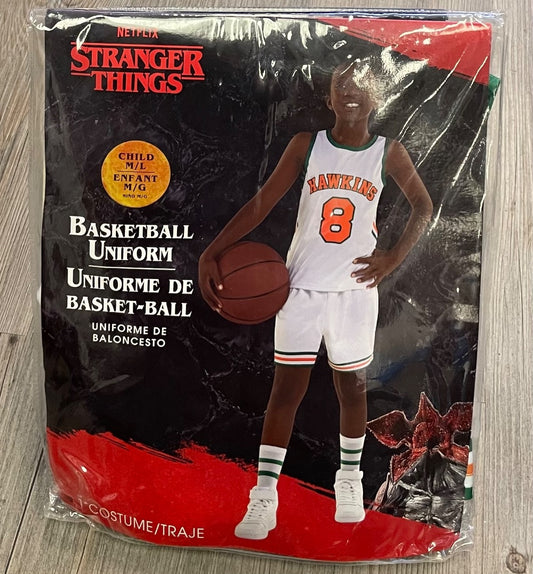 NETFLIX
STRANGER
THINGS
CHILD
M/L
ENFANT
M/G
NIÑO M/G
BASKETBALL
UNIFORM
UNIFORME DE
BASKET-BALL
UNIFORME DE
BALONCESTO
HAWKINS
8
1 COSTUME/TRAJE